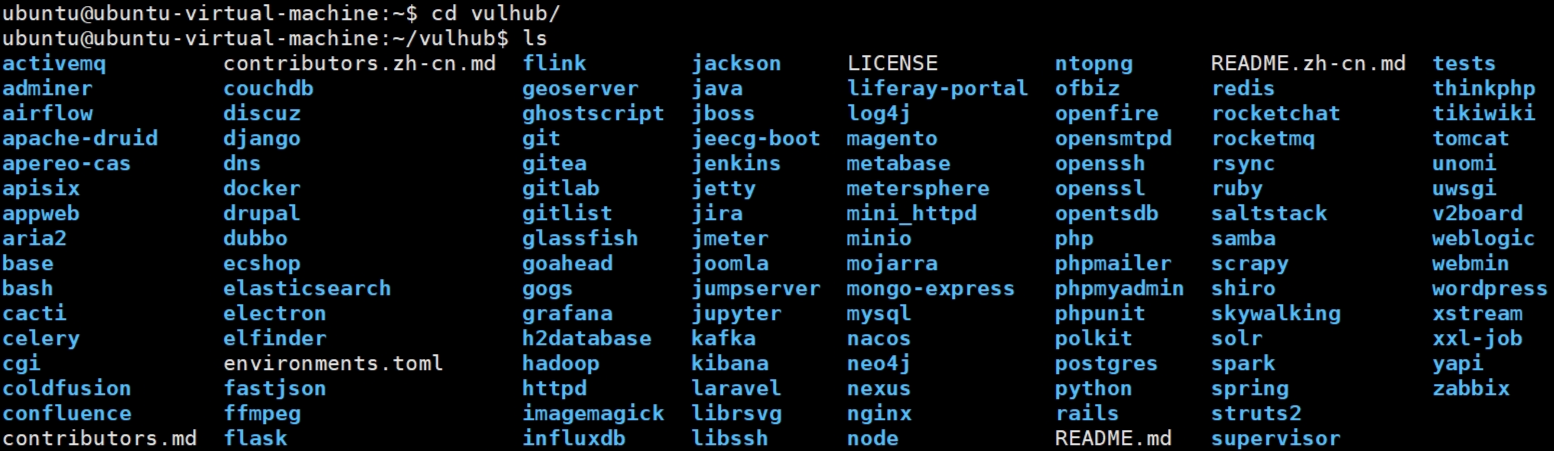 ubuntu@ubuntu-virtual-machine:~$ cd vulhub/
ubuntu@ubuntu-virtual-machine:~/vulhub$ ls
activemq contributors.zh-cn.md flink jackson LICENSE ntopng README.zh-cn.md tests
adminer couchdb geoserver java liferay-portal ofbiz redis thinkphp
airflow discuz ghostscript jboss log4j openfire rocketchat tikiwiki
apache-druid django git jeecg-boot magento opensmtpd rocketmq tomcat
apereo-cas dns gitea jenkins metabase openssh rsync unomi
apisix docker gitlab jetty metersphere openssl ruby uwsgi
appweb drupal gitlist jira mini_httpd opentsdb saltstack v2board
aria2 dubbo glassfish jmeter minio php samba weblogic
base ecshop goahead joomla mojarra phpmailer scrapy webmin
bash elasticsearch gogs jumpserver mongo-express phpmyadmin shiro wordpress
cacti electron grafana jupyter mysql phpunit skywalking xstream
celery elfinder h2database kafka nacos polkit solr xxl-job
cgi environments.toml hadoop kibana neo4j postgres spark yapi
coldfusion fastjson httpd laravel nexus python spring zabbix
confluence ffmpeg imagemagick librsvg nginx rails struts2
contributors.md flask influxdb libssh node README.md supervisor